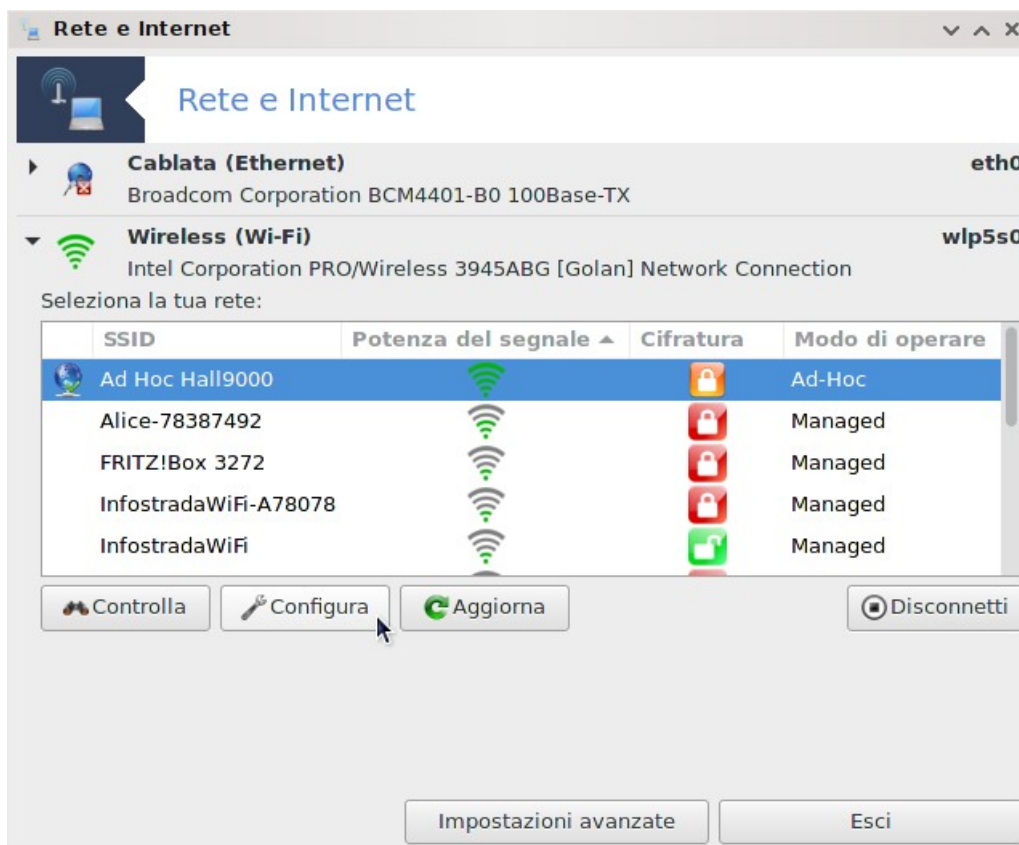 Rete e Internet
Rete e Internet
Cablata (Ethernet) eth0
Broadcom Corporation BCM4401-B0 100Base-TX
Wireless (Wi-Fi) wlp5s0
Intel Corporation PRO/Wireless 3945ABG [Golan] Network Connection
Seleziona la tua rete:
SSID Potenza del segnale Cifratura Modo di operare
Ad Hoc Hall9000 Ad-Hoc
Alice-78387492 Managed
FRITZ!Box 3272 Managed
InfostradaWiFi-A78078 Managed
InfostradaWiFi Managed
Controlla Configura Aggiorna Disconnetti
Impostazioni avanzate Esci